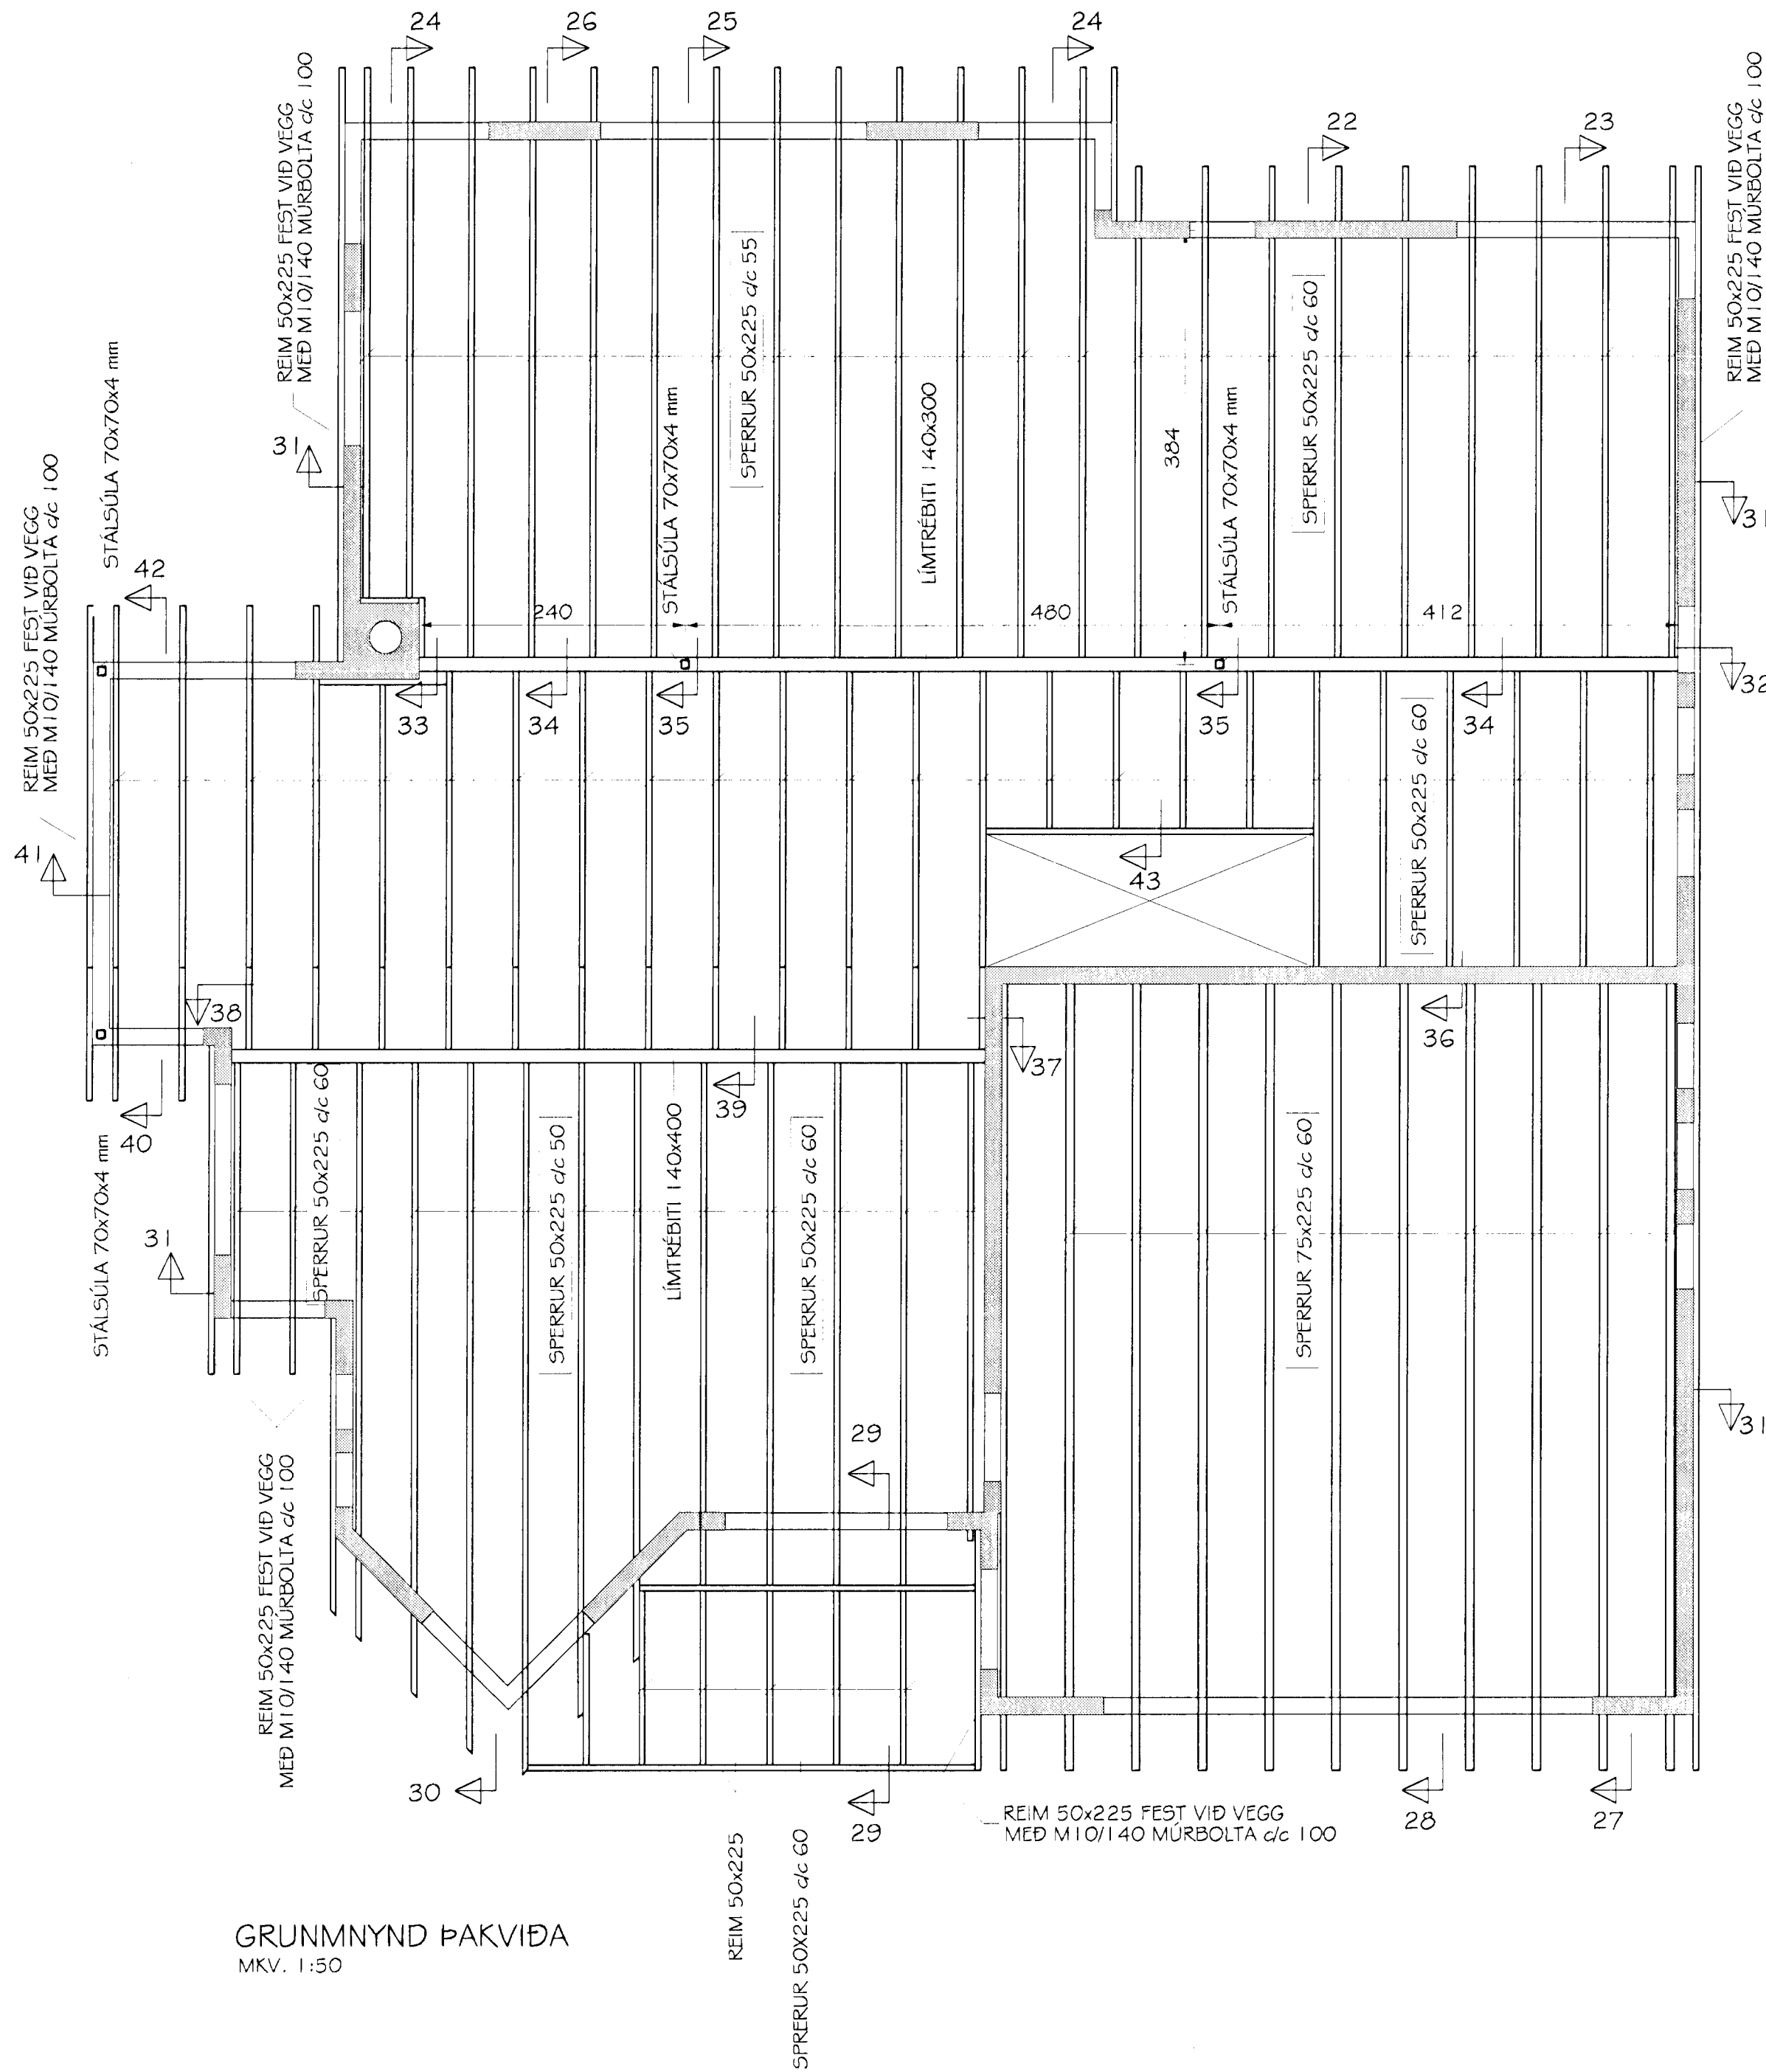 24
26
25
24
REIM 50x225 FEST VIÐ VEGG
MEÐ M10/140 MÚRBOLTA c/c 100
22
23
REIM 50x225 FEST VIÐ VEGG
MEÐ M10/140 MÚRBOLTA c/c 100
SPERRUR 50x225 c/c 55
SPERRUR 50x225 c/c 60
STÁLSÚLA 70x70x4 mm
31
REIM 50x225 FEST VIÐ VEGG
MEÐ M10/140 MÚRBOLTA c/c 100
STÁLSÚLA 70x70x4 mm
LÍMTRÉBITI 140x300
384
STÁLSÚLA 70x70x4 mm
31
42
240
480
412
33
34
35
35
34
32
SPERRUR 50x225 c/c 60
41
43
38
36
37
40
39
STÁLSÚLA 70x70x4 mm
SPERRUR 50x225 c/c 60
SPERRUR 50x225 c/c 50
LÍMTRÉBITI 140x400
SPERRUR 50x225 c/c 60
SPERRUR 75x225 c/c 60
31
31
29
REIM 50x225 FEST VIÐ VEGG
MEÐ M10/140 MÚRBOLTA c/c 100
30
29
REIM 50x225 FEST VIÐ VEGG
MEÐ M10/140 MÚRBOLTA c/c 100
28
27
REIM 50x225
SPRERUR 50X225 c/c 60
GRUNMNYND ÞAKVIÐA
MKV. 1:50